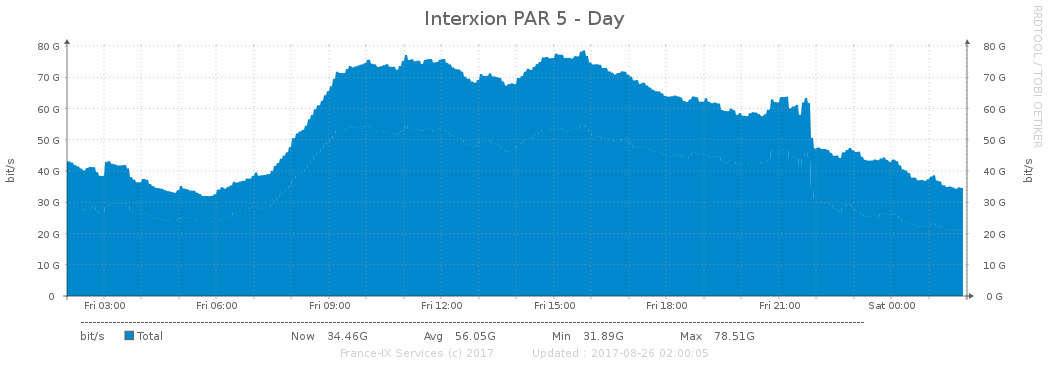 Interxion PAR 5 - Day
RRDTOOL / TOBI OETIKER
bit/s
80 G 80 G
70 G 70 G
60 G 60 G
50 G 50 G
40 G 40 G
30 G 30 G
20 G 20 G
10 G 10 G
0 0 G
bit/s
Fri 03:00 Fri 06:00 Fri 09:00 Fri 12:00 Fri 15:00 Fri 18:00 Fri 21:00 Sat 00:00
bit/s Total Now 34.46G Avg 56.05G Min 31.89G Max 78.51G
France-IX Services (c) 2017 Updated : 2017-08-26 02:00:05